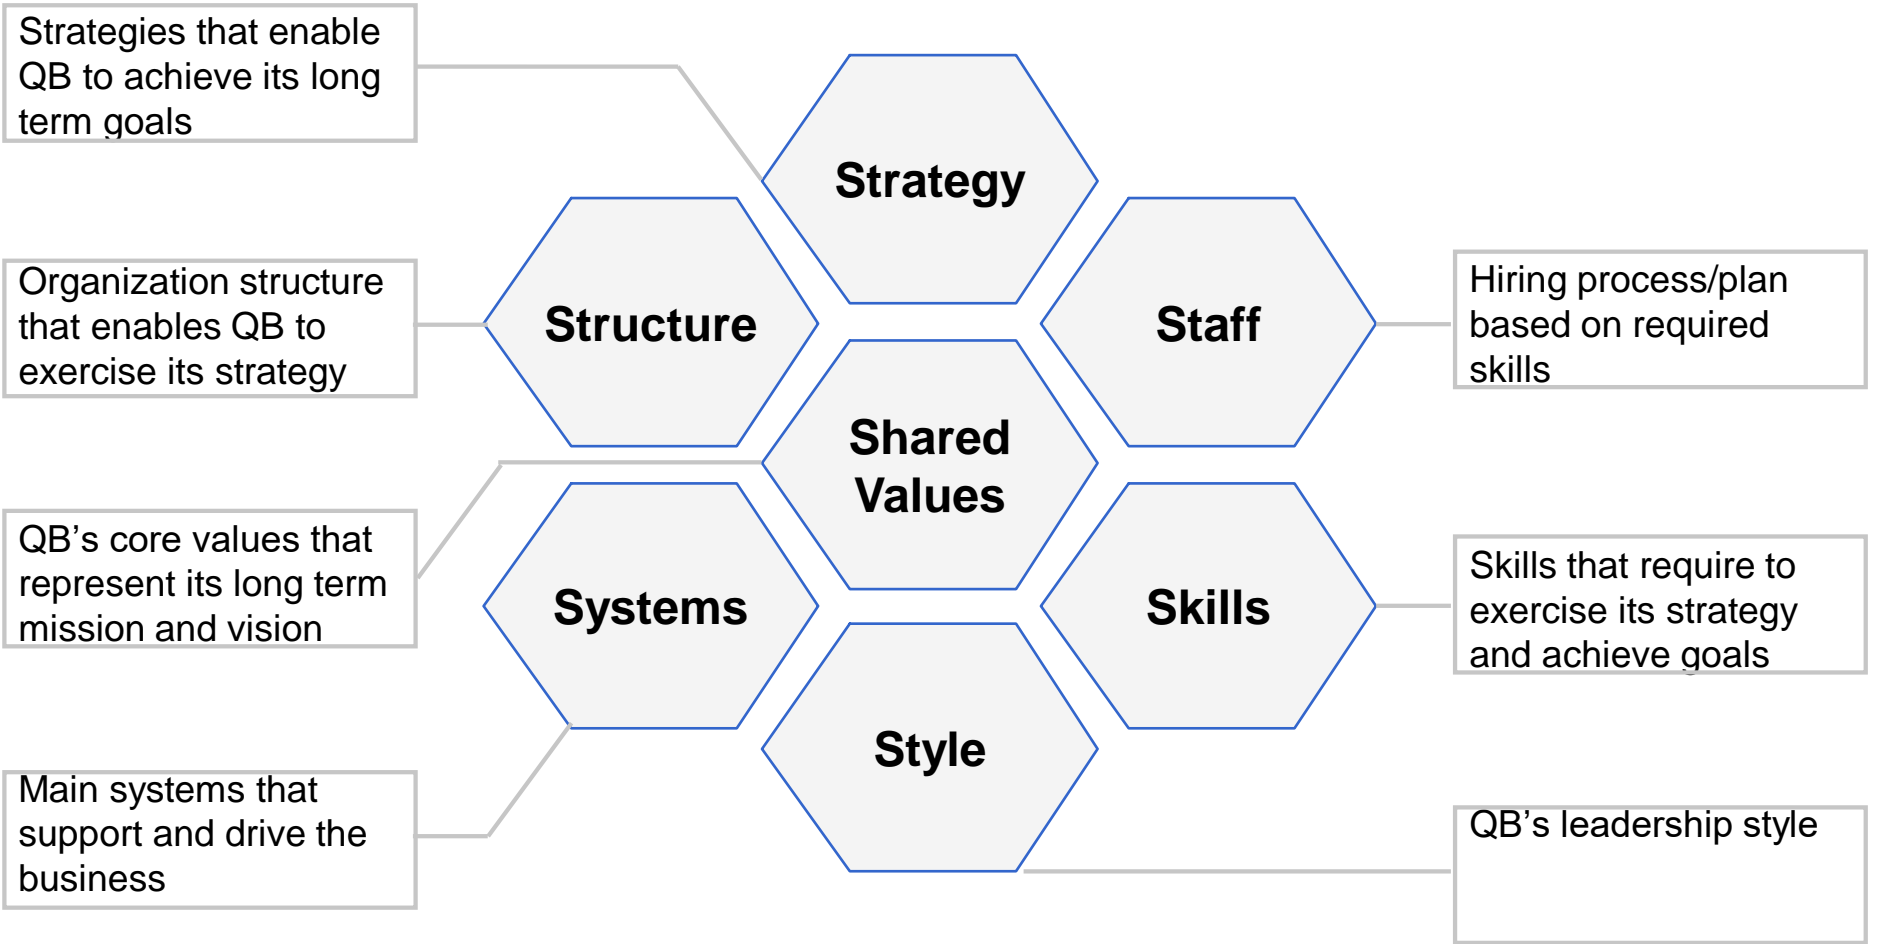 Strategies that enable
QB to achieve its long
term goals
Strategy
Organization structure
that enables QB to
exercise its strategy
Structure
Staff
Hiring process/plan
based on required
skills
Shared
Values
QB’s core values that
represent its long term
mission and vision
Systems
Skills
Skills that require to
exercise its strategy
and achieve goals
Style
Main systems that
support and drive the
business
QB’s leadership style